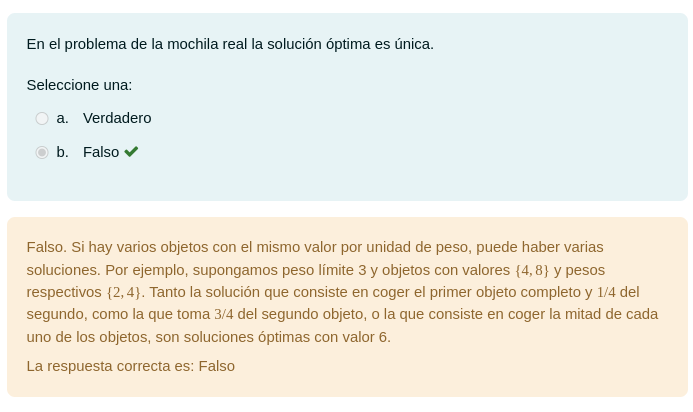 En el problema de la mochila real la solución óptima es única.
Seleccione una:
a. Verdadero
b. Falso
Falso. Si hay varios objetos con el mismo valor por unidad de peso, puede haber varias
soluciones. Por ejemplo, supongamos peso límite 3 y objetos con valores {4, 8} y pesos
respectivos {2, 4}. Tanto la solución que consiste en coger el primer objeto completo y 1/4 del
segundo, como la que toma 3/4 del segundo objeto, o la que consiste en coger la mitad de cada
uno de los objetos, son soluciones óptimas con valor 6.
La respuesta correcta es: Falso